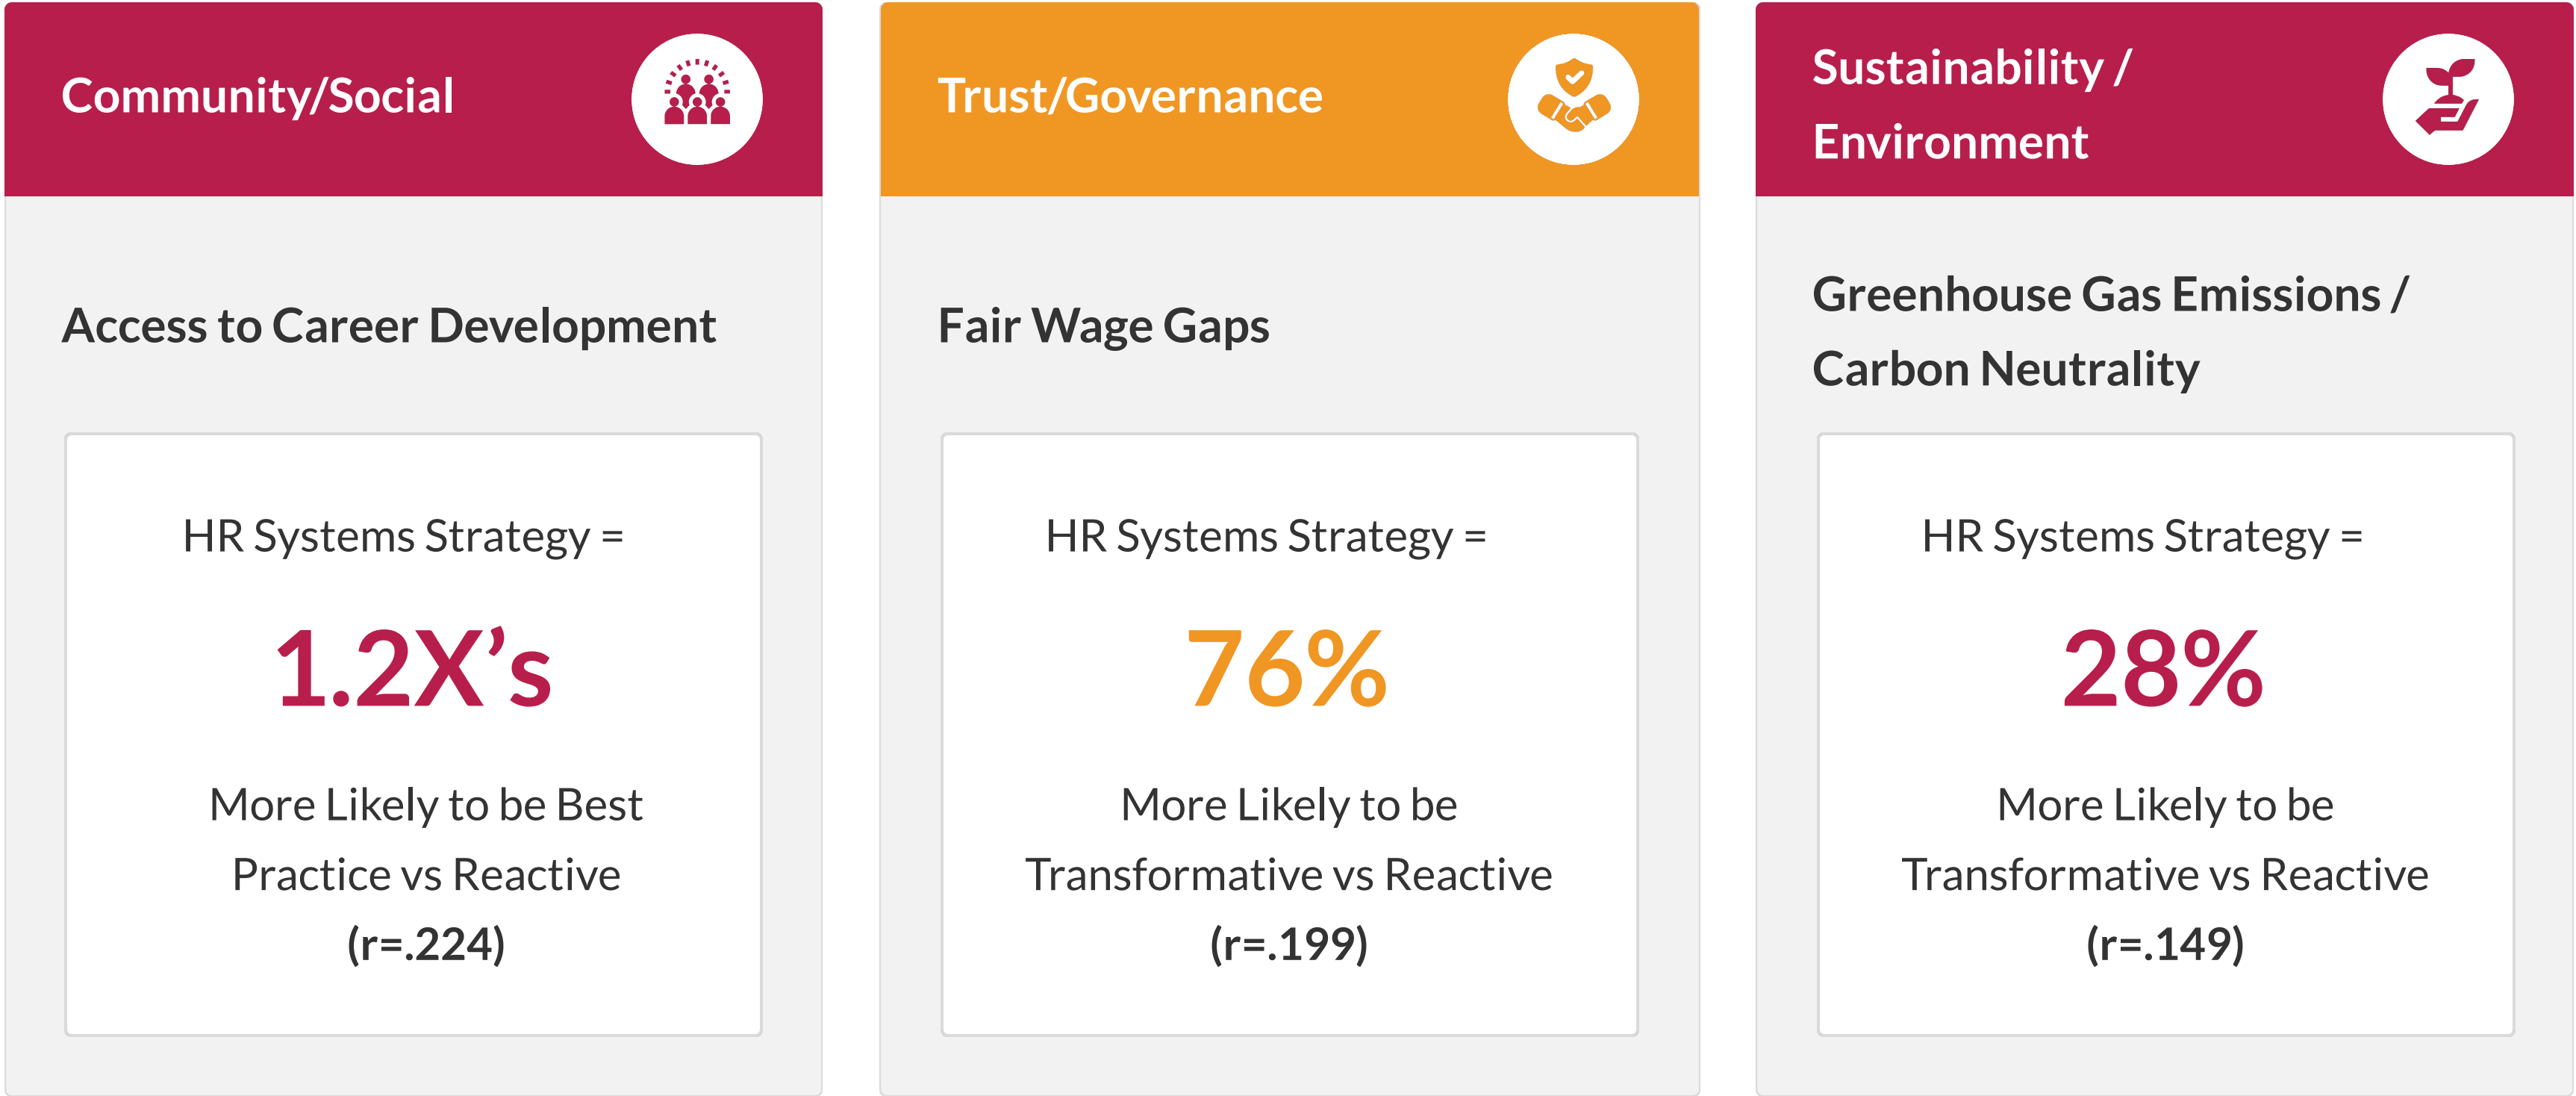 Community/Social
Access to Career Development
HR Systems Strategy =
1.2X’s
More Likely to be Best
Practice vs Reactive
(r=.224)
Trust/Governance
Fair Wage Gaps
HR Systems Strategy =
76%
More Likely to be
Transformative vs Reactive
(r=.199)
Sustainability /
Environment
Greenhouse Gas Emissions /
Carbon Neutrality
HR Systems Strategy =
28%
More Likely to be
Transformative vs Reactive
(r=.149)